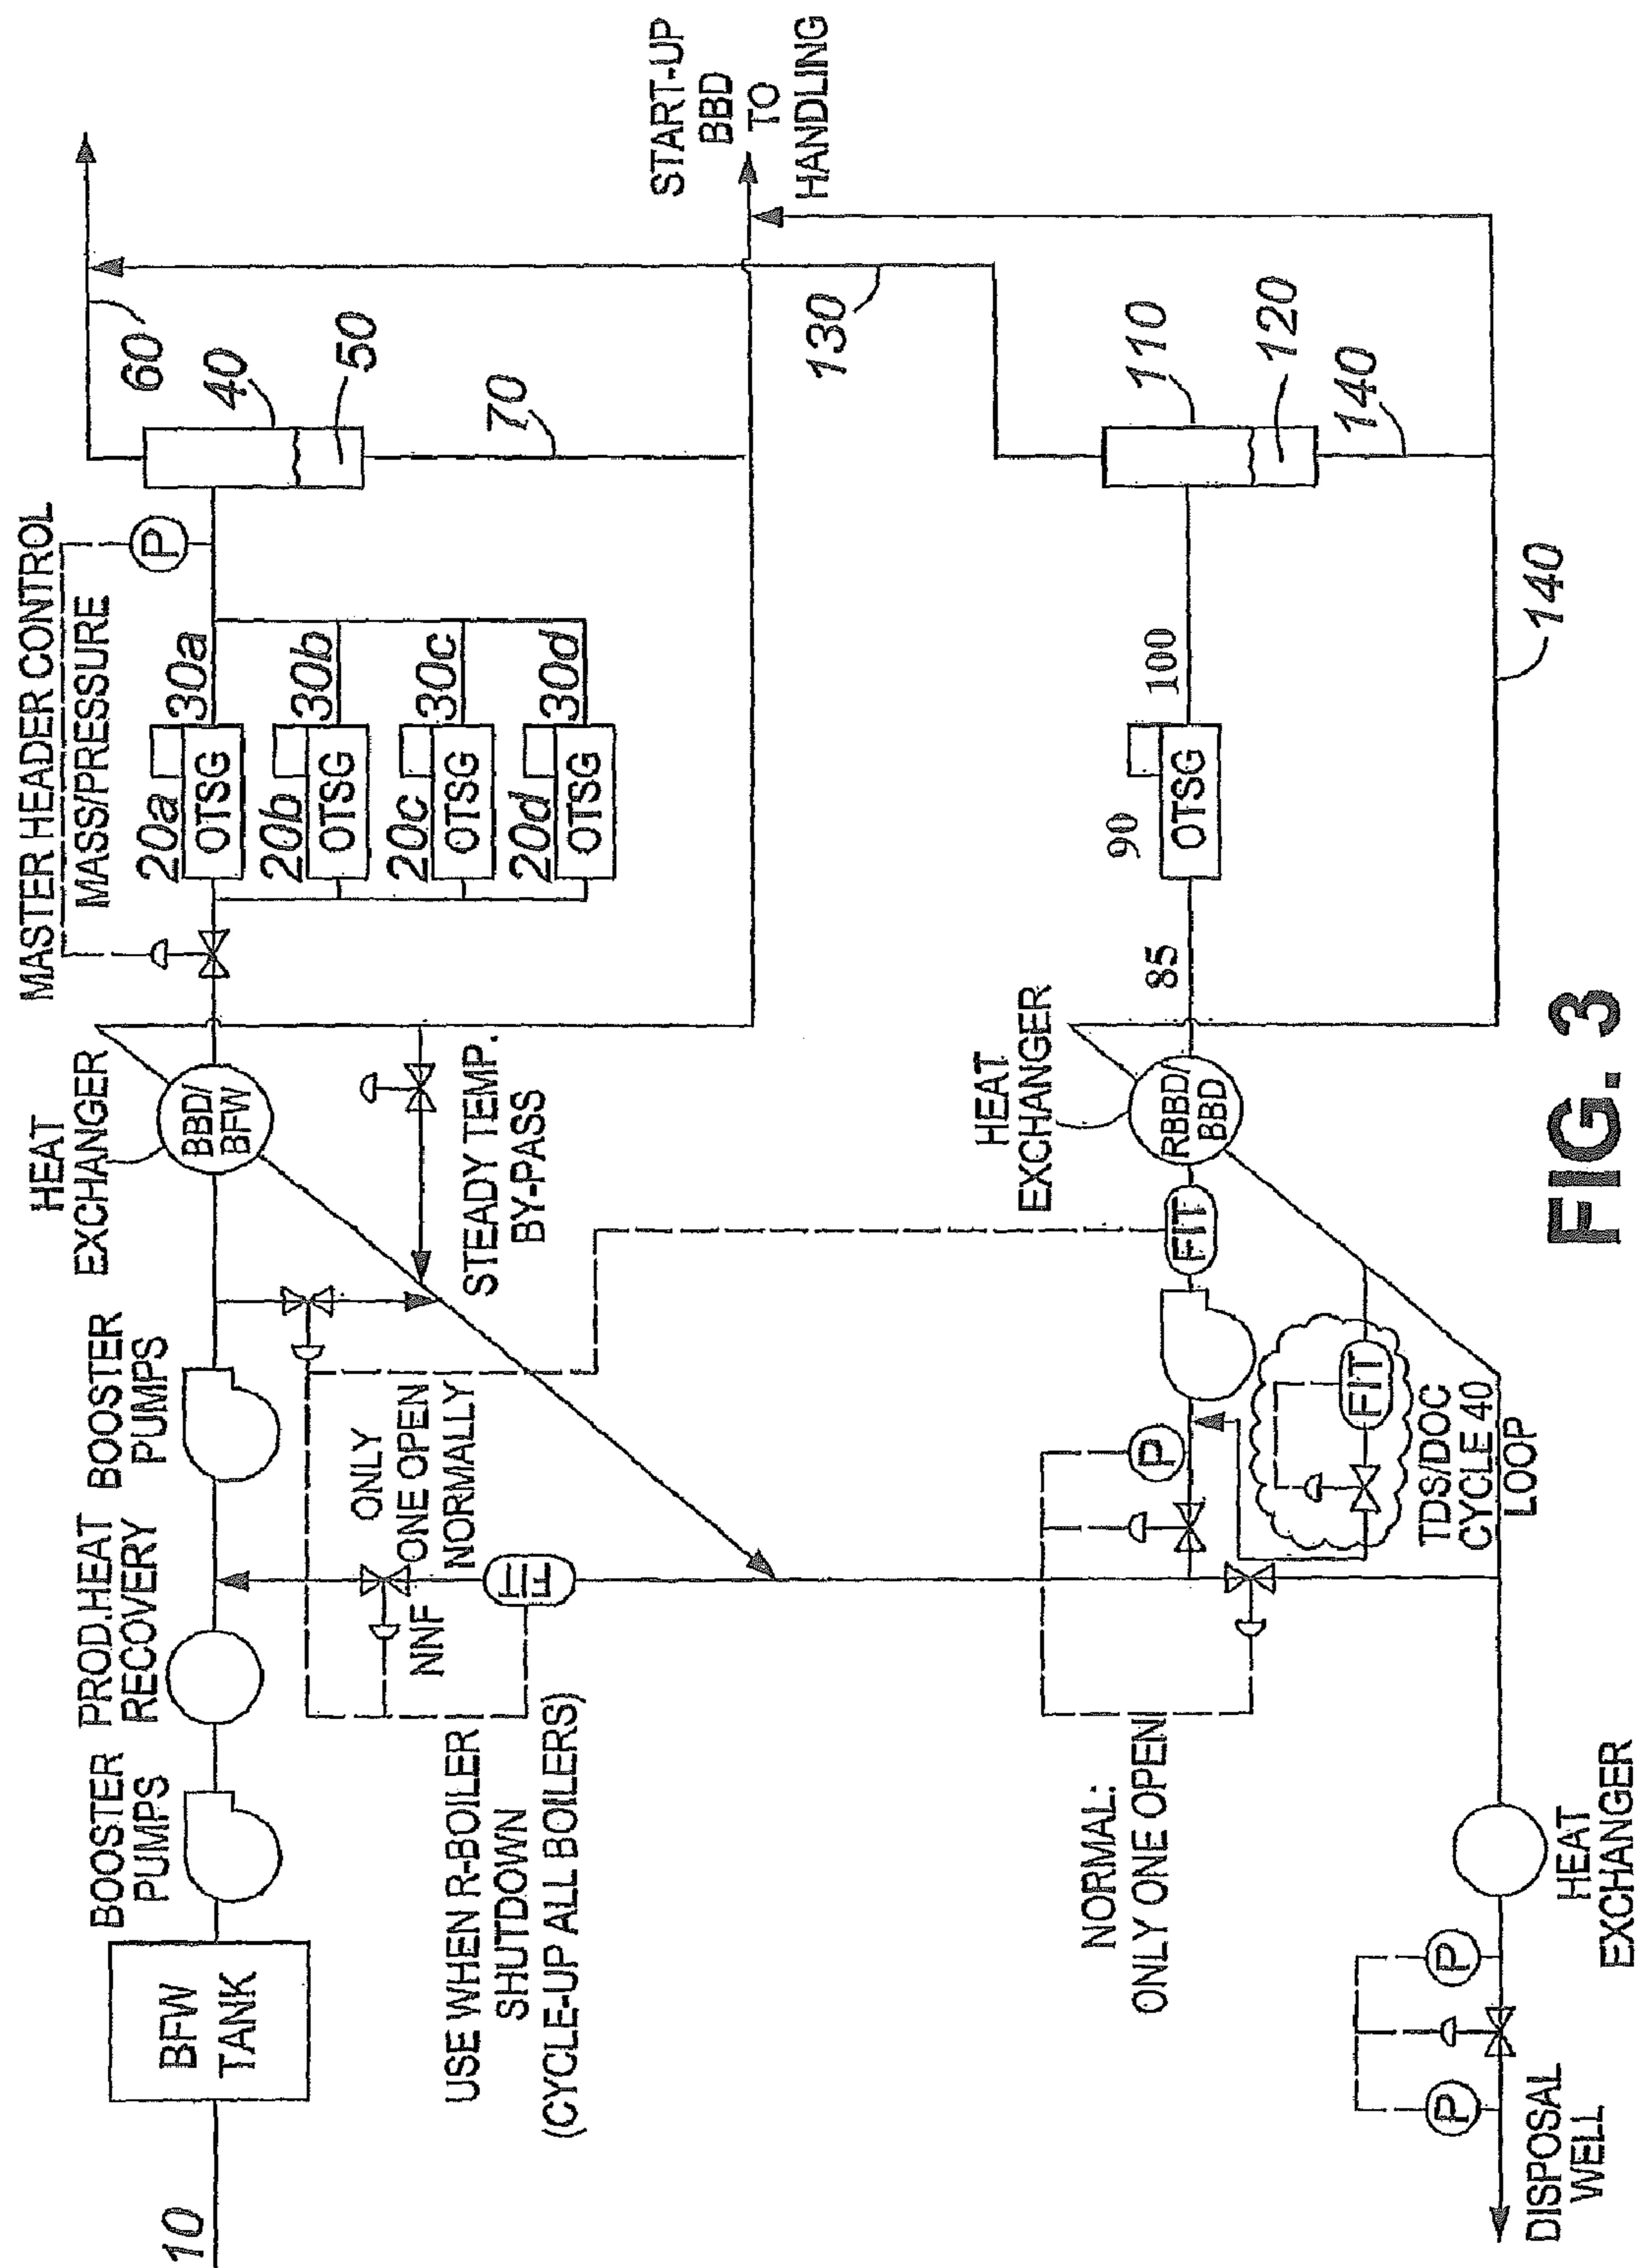 10
BFW
TANK
BOOSTER
PUMPS
PROD.HEAT
RECOVERY
BOOSTER
PUMPS
HEAT
EXCHANGER
BBD/
BFW
MASTER HEADER CONTROL
MASS/PRESSURE
P
20a
OTSG
30a
20b
OTSG
30b
20c
OTSG
30c
20d
OTSG
30d
60
40
50
70
START-UP
BBD
TO
HANDLING
STEADY TEMP.
BY-PASS
ONLY
ONE OPEN
NORMALLY
NNF
FIT
USE WHEN R-BOILER
SHUTDOWN
(CYCLE-UP ALL BOILERS)
NORMAL:
ONLY ONE OPEN
P
FIT
HEAT
EXCHANGER
RBBD/
BBD
85
90
OTSG
100
110
120
130
140
140
FIT
TDS/DOC
CYCLE 40
LOOP
HEAT
EXCHANGER
P
P
DISPOSAL
WELL
FIG. 3